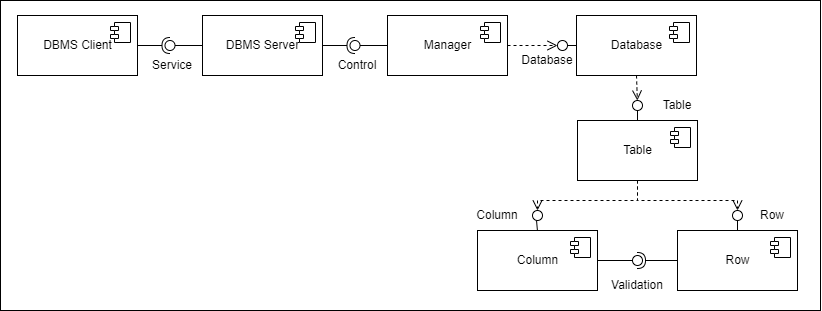 DBMS Client
DBMS Server
Manager
Database
Service
Control
Database
Table
Table
Column
Row
Column
Row
Validation